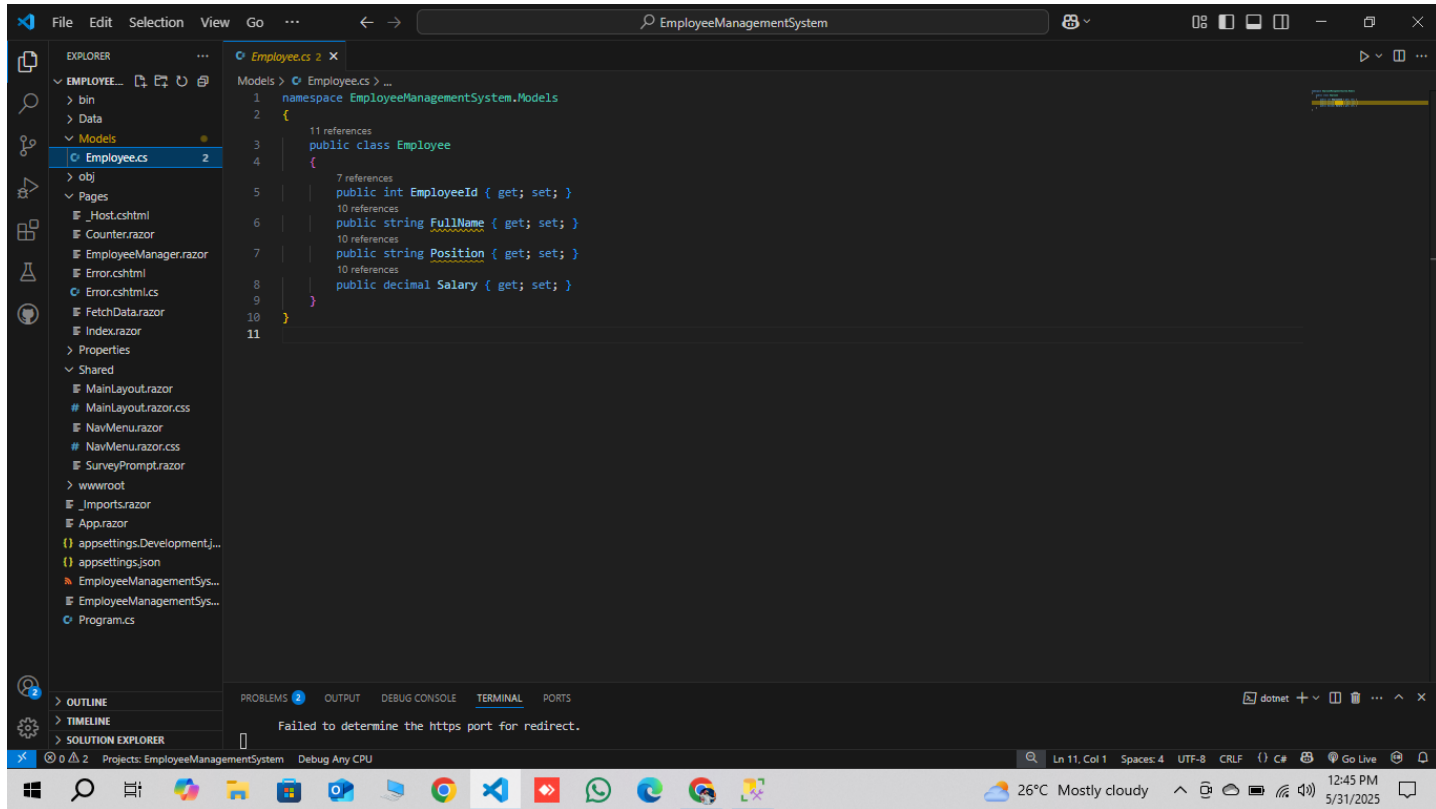 File Edit Selection View Go ··· EmployeeManagementSystem
EXPLORER ···
EMPLOYEE...
bin
Data
Models
Employee.cs 2
obj
Pages
_Host.cshtml
Counter.razor
EmployeeManager.razor
Error.cshtml
Error.cshtml.cs
FetchData.razor
Index.razor
Properties
Shared
MainLayout.razor
MainLayout.razor.css
NavMenu.razor
NavMenu.razor.css
SurveyPrompt.razor
wwwroot
_Imports.razor
App.razor
appsettings.Development.j...
appsettings.json
EmployeeManagementSys...
EmployeeManagementSys...
Program.cs
OUTLINE
TIMELINE
SOLUTION EXPLORER
2
Employee.cs 2
Models > Employee.cs > ...
1 namespace EmployeeManagementSystem.Models
2 {
11 references
3 public class Employee
4 {
7 references
5 public int EmployeeId { get; set; }
10 references
6 public string FullName { get; set; }
10 references
7 public string Position { get; set; }
10 references
8 public decimal Salary { get; set; }
9 }
10 }
11
PROBLEMS 2 OUTPUT DEBUG CONSOLE TERMINAL PORTS dotnet
Failed to determine the https port for redirect.
0 2 Projects: EmployeeManagementSystem Debug Any CPU Ln 11, Col 1 Spaces: 4 UTF-8 CRLF {} C# Go Live
26°C Mostly cloudy 12:45 PM
5/31/2025